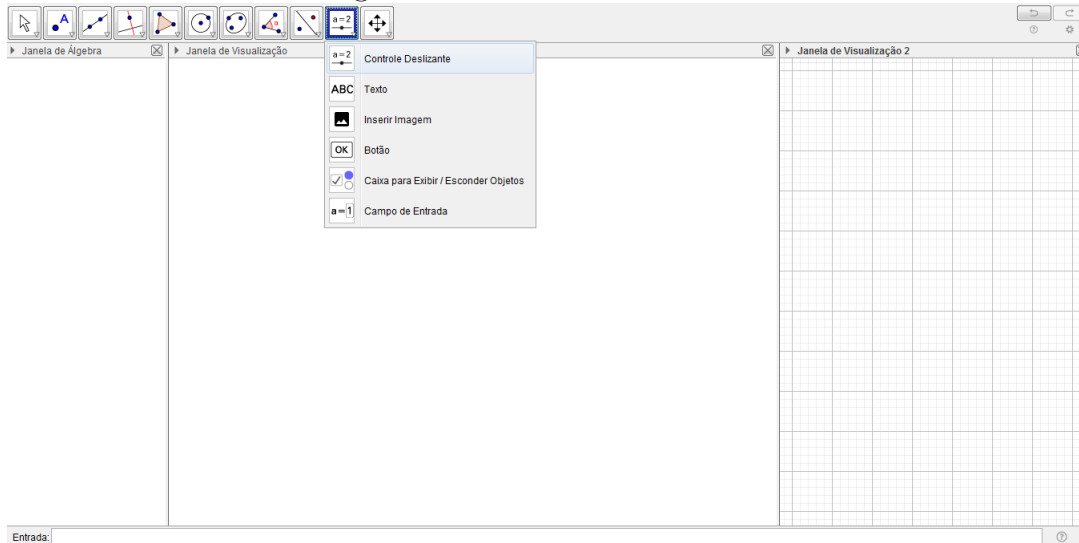 A
a=2
Janela de Álgebra
Janela de Visualização
Janela de Visualização 2
a=2 Controle Deslizante
ABC Texto
Inserir Imagem
OK Botão
Caixa para Exibir / Esconder Objetos
a=1 Campo de Entrada
Entrada: